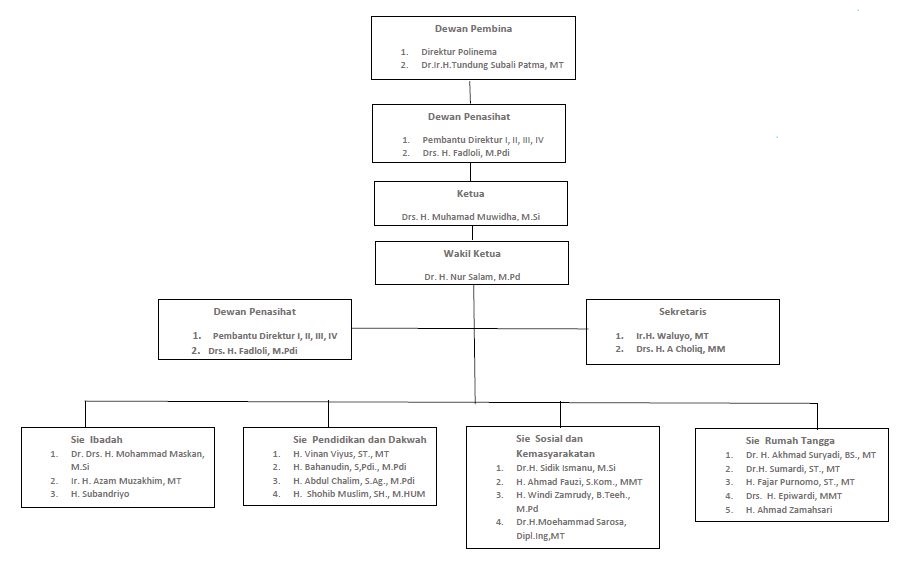 Dewan Pembina
1. Direktur Polinema
2. Dr.Ir.H.Tundung Subali Patma, MT
Dewan Penasihat
1. Pembantu Direktur I, II, III, IV
2. Drs. H. Fadloli, M.Pdi
Ketua
Drs. H. Muhamad Muwidha, M.Si
Wakil Ketua
Dr. H. Nur Salam, M.Pd
Dewan Penasihat
1. Pembantu Direktur I, II, III, IV
2. Drs. H. Fadloli, M.Pdi
Sekretaris
1. Ir.H. Waluyo, MT
2. Drs. H. A Choliq, MM
Sie Ibadah
1. Dr. Drs. H. Mohammad Maskan,
M.Si
2. Ir. H. Azam Muzakhim, MT
3. H. Subandriyo
Sie Pendidikan dan Dakwah
1. H. Vinan Viyus, ST., MT
2. H. Bahanudin, S,Pdi., M.Pdi
3. H. Abdul Chalim, S.Ag., M.Pdi
4. H. Shohib Muslim, SH., M.HUM
Sie Sosial dan
Kemasyarakatan
1. Dr.H. Sidik Ismanu, M.Si
2. H. Ahmad Fauzi, S.Kom., MMT
3. H. Windi Zamrudy, B.Teeh.,
M.Pd
4. Dr.H.Moehammad Sarosa,
Dipl.Ing,MT
Sie Rumah Tangga
1. Dr. H. Akhmad Suryadi, BS., MT
2. Dr.H. Sumardi, ST., MT
3. H. Fajar Purnomo, ST., MT
4. Drs. H. Epiwardi, MMT
5. H. Ahmad Zamahsari